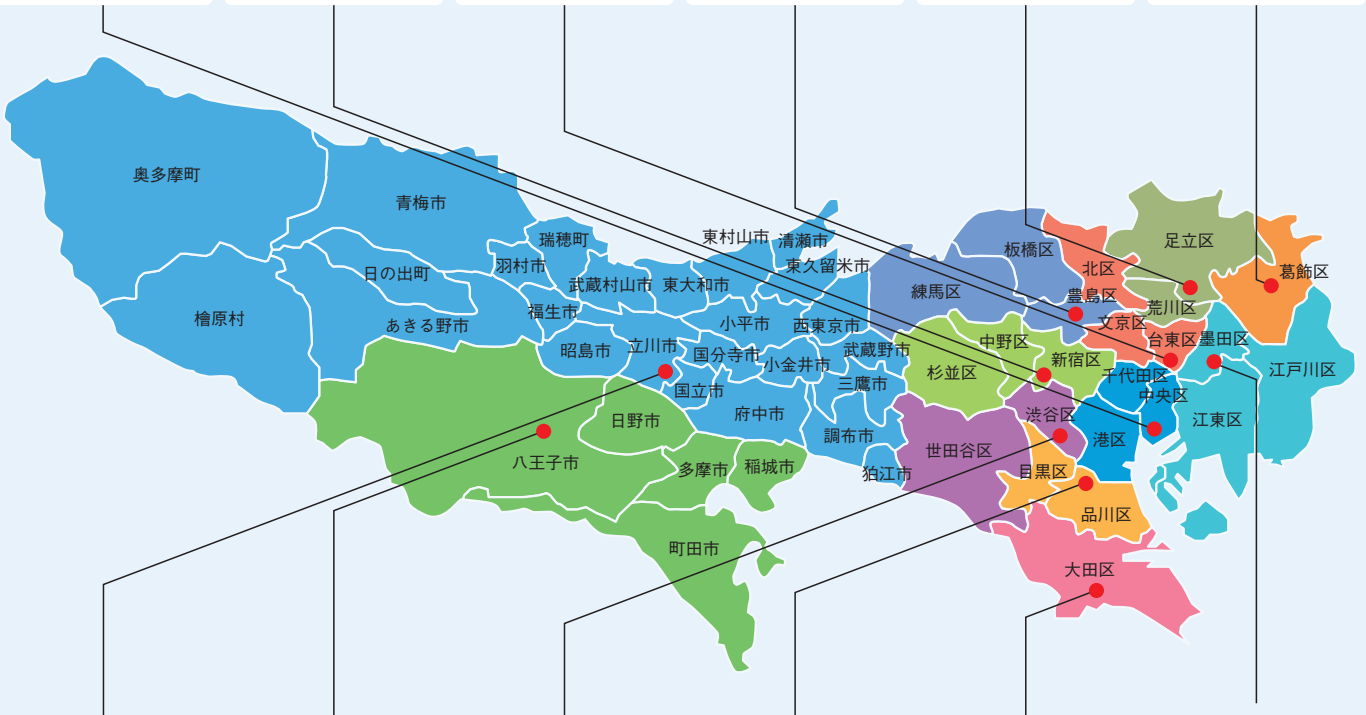 奥多摩町
青梅市
檜原村
日の出町
あきる野市
瑞穂町
羽村市
福生市
武蔵村山市
東大和市
東村山市
清瀬市
東久留米市
昭島市
立川市
小平市
西東京市
国分寺市
小金井市
武蔵野市
国立市
三鷹市
府中市
調布市
狛江市
日野市
八王子市
多摩市
稲城市
町田市
練馬区
板橋区
北区
足立区
葛飾区
豊島区
荒川区
文京区
台東区
墨田区
中野区
新宿区
杉並区
千代田区
中央区
江戸川区
江東区
渋谷区
港区
世田谷区
目黒区
品川区
大田区